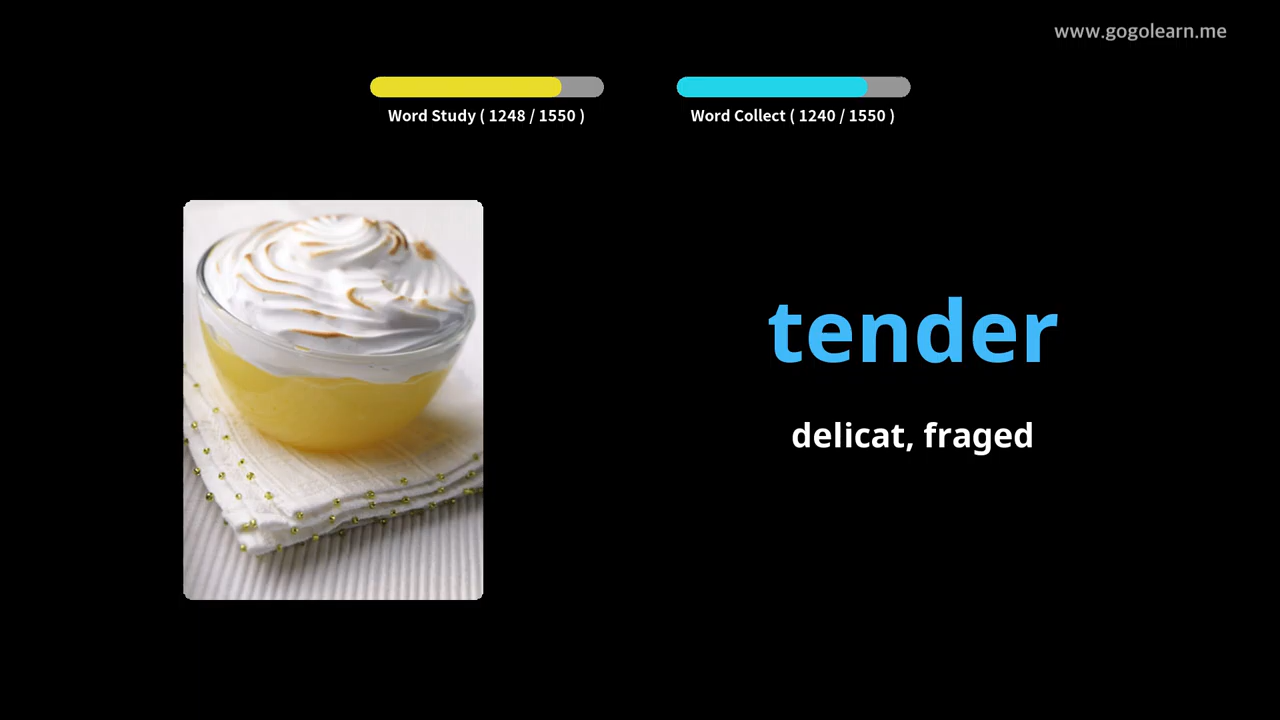 www.gogolearn.me
Word Study ( 1248 / 1550 )
Word Collect ( 1240 / 1550 )
tender
delicat, fraged